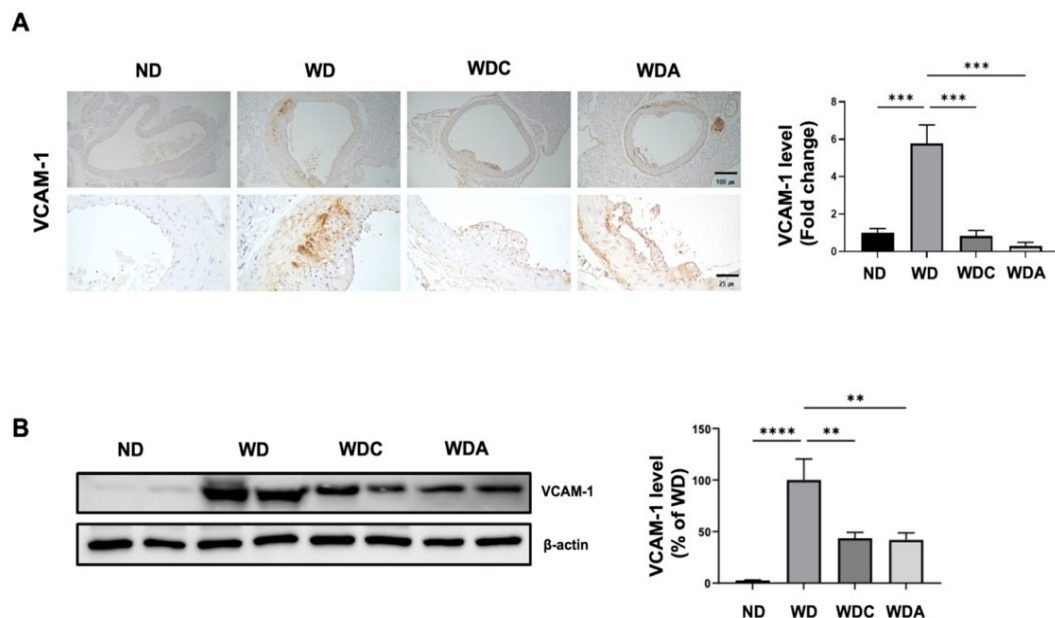 A
ND WD WDC WDA
VCAM-1
100 μm
25 μm
***
*** ***
VCAM-1 level
(Fold change)
8
6
4
2
0
ND WD WDC WDA
B
ND WD WDC WDA
VCAM-1
β-actin
**
**** **
VCAM-1 level
(% of WD)
150
100
50
0
ND WD WDC WDA